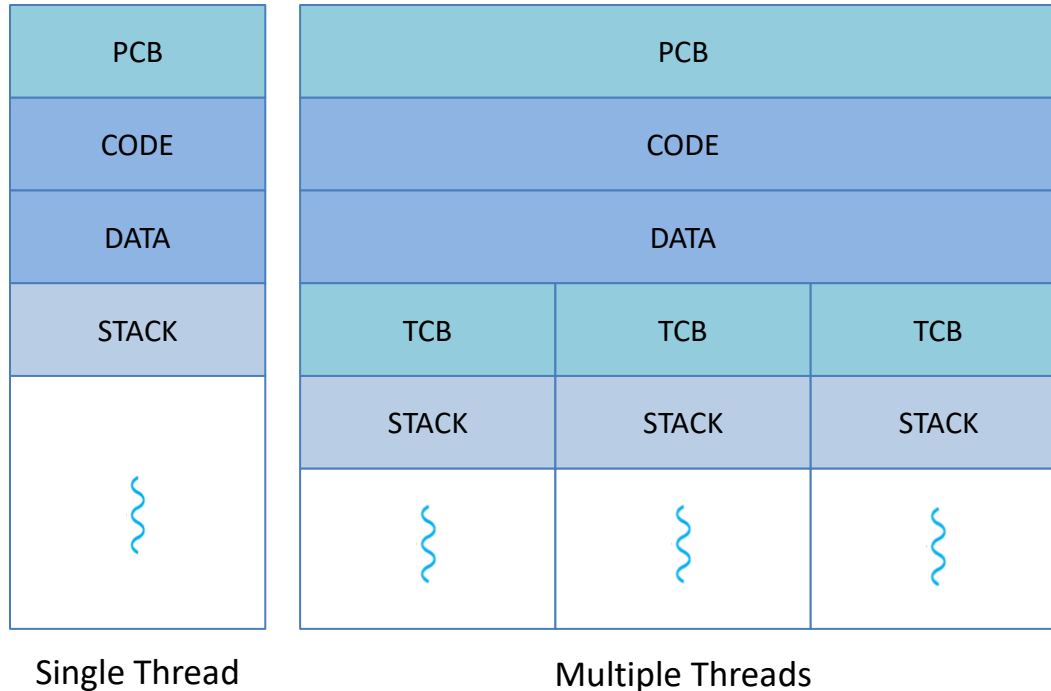 PCB
CODE
DATA
STACK
Single Thread
PCB
CODE
DATA
TCB TCB TCB
STACK STACK STACK
Multiple Threads